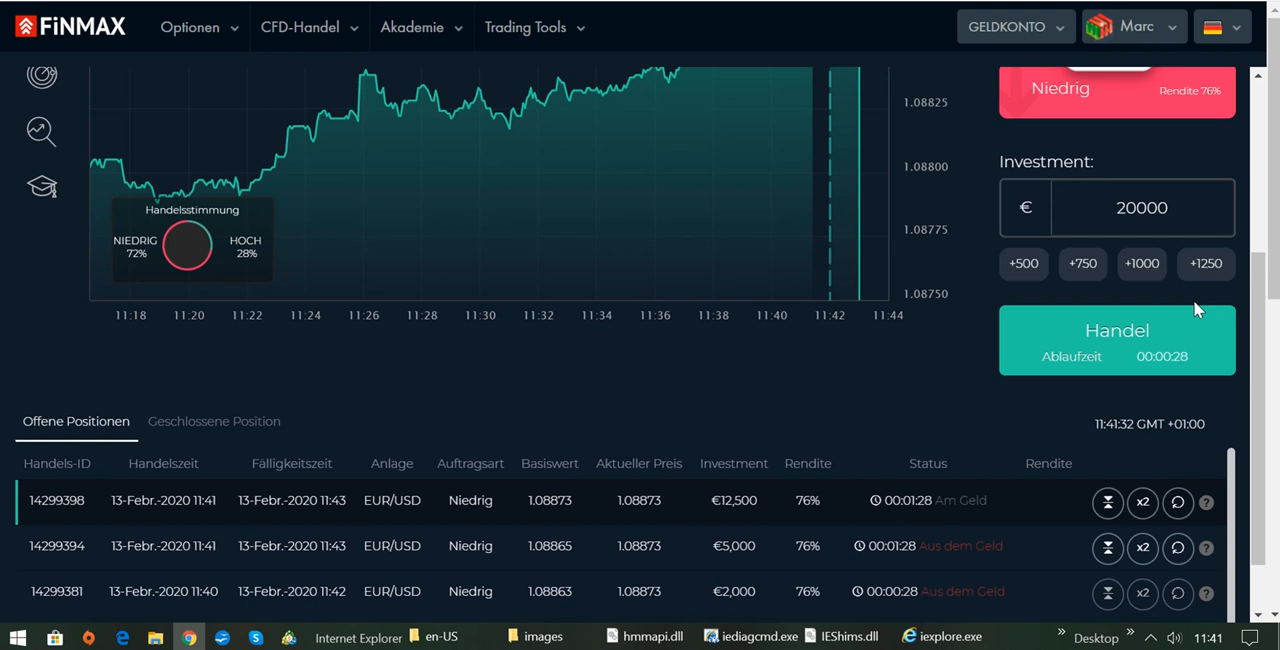 FiNMAX Optionen CFD-Handel Akademie Trading Tools GELDKONTO Marc
1.08825
1.08800
1.08775
1.08750
Handelsstimmung
NIEDRIG HOCH
72% 28%
11:18 11:20 11:22 11:24 11:26 11:28 11:30 11:32 11:34 11:36 11:38 11:40 11:42 11:44
Niedrig Rendite 76%
Investment:
€ 20000
+500 +750 +1000 +1250
Handel
Ablaufzeit 00:00:28
Offene Positionen Geschlossene Position 11:41:32 GMT +01:00
Handels-ID Handelszeit Fälligkeitszeit Anlage Auftragsart Basiswert Aktueller Preis Investment Rendite Status Rendite
14299398 13-Febr.-2020 11:41 13-Febr.-2020 11:43 EUR/USD Niedrig 1.08873 1.08873 €12,500 76% 00:01:28 Am Geld x2 ?
14299394 13-Febr.-2020 11:41 13-Febr.-2020 11:43 EUR/USD Niedrig 1.08865 1.08873 €5,000 76% 00:01:28 Aus dem Geld x2 ?
14299381 13-Febr.-2020 11:40 13-Febr.-2020 11:42 EUR/USD Niedrig 1.08863 1.08873 €2,000 76% 00:00:28 Aus dem Geld x2 ?
Internet Explorer en-US images hmmapi.dll iediagcmd.exe IEShims.dll iexplore.exe » Desktop » 11:41